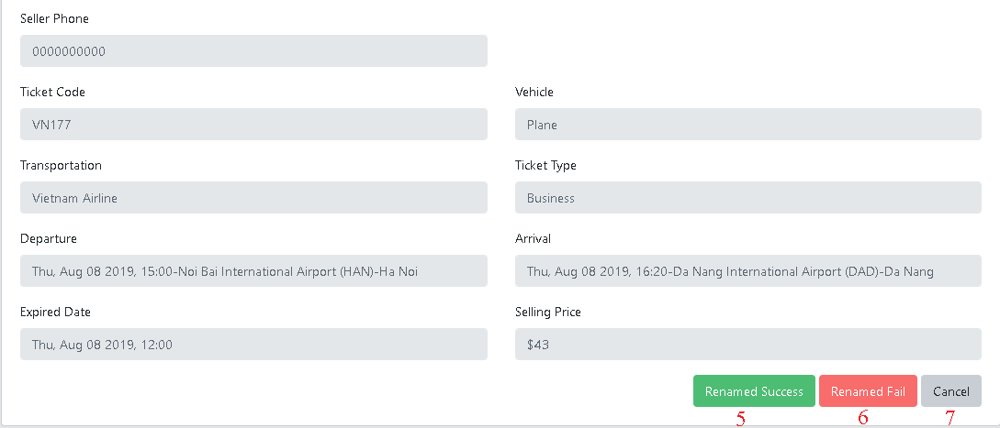 Seller Phone
0000000000
Ticket Code Vehicle
VN177 Plane
Transportation Ticket Type
Vietnam Airline Business
Departure Arrival
Thu, Aug 08 2019, 15:00-Noi Bai International Airport (HAN)-Ha Noi Thu, Aug 08 2019, 16:20-Da Nang International Airport (DAD)-Da Nang
Expired Date Selling Price
Thu, Aug 08 2019, 12:00 $43
Renamed Success Renamed Fail Cancel
5 6 7